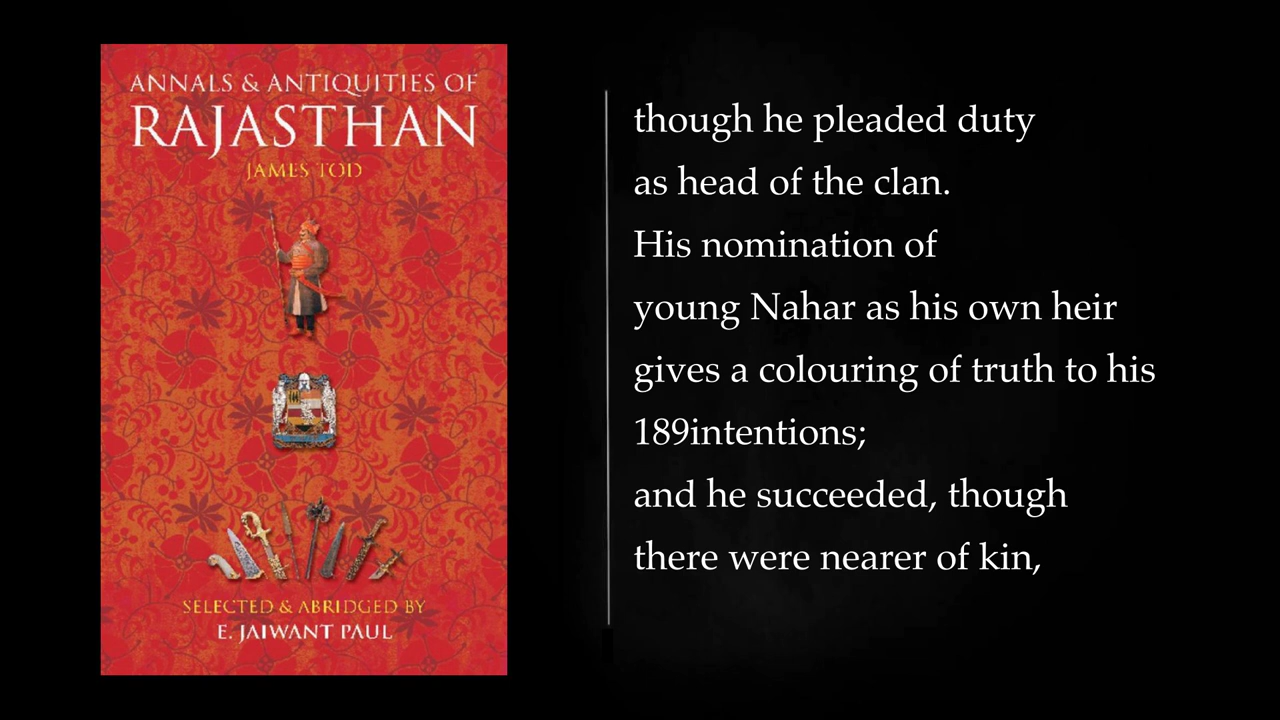 ANNALS & ANTIQUITIES OF
RAJASTHAN
JAMES TOD
SELECTED & ABRIDGED BY
E. JAIWANT PAUL
though he pleaded duty
as head of the clan.
His nomination of
young Nahar as his own heir
gives a colouring of truth to his
189intentions;
and he succeeded, though
there were nearer of kin,